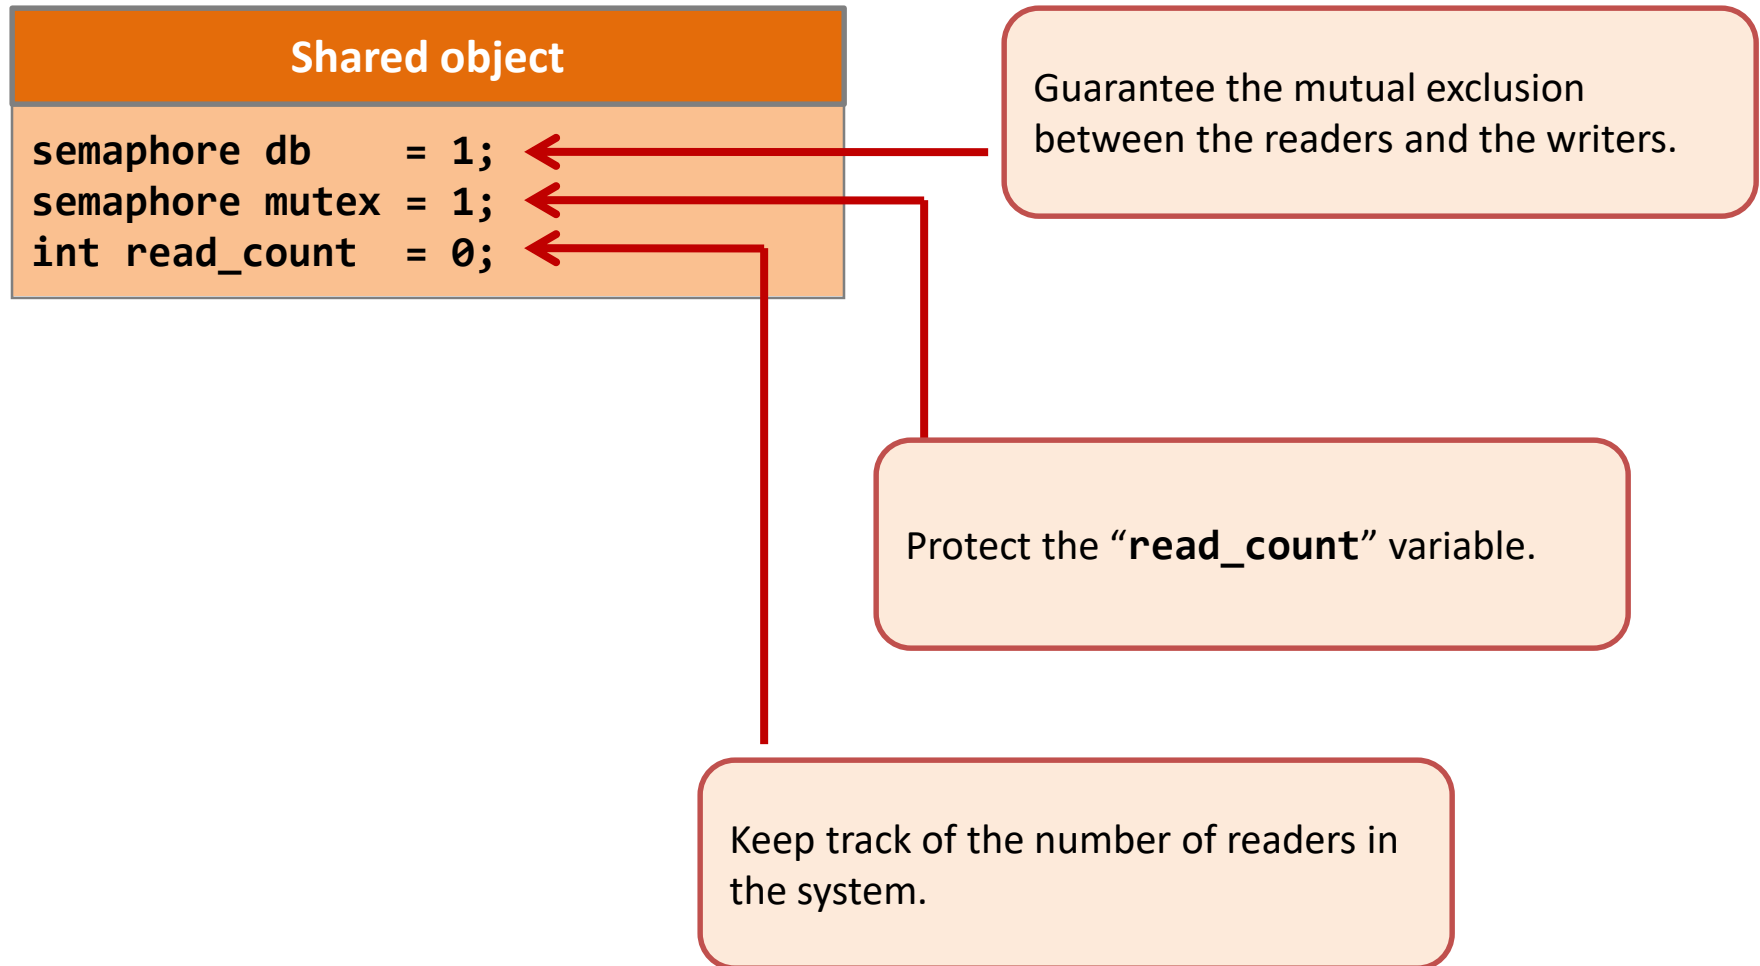 Shared object
semaphore db    = 1;
semaphore mutex = 1;
int read_count  = 0;
Guarantee the mutual exclusion
between the readers and the writers.
Protect the “read_count” variable.
Keep track of the number of readers in
the system.